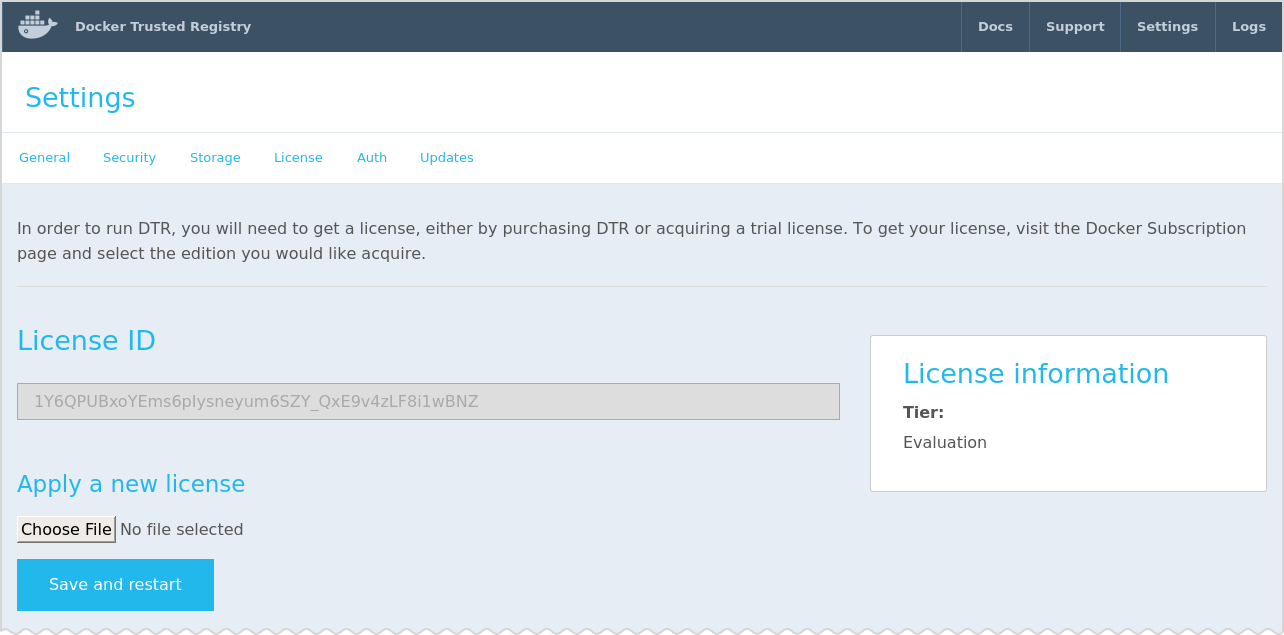 Docker Trusted Registry
Docs
Support
Settings
Logs
Settings
General
Security
Storage
License
Auth
Updates
In order to run DTR, you will need to get a license, either by purchasing DTR or acquiring a trial license. To get your license, visit the Docker Subscription
page and select the edition you would like acquire.
License ID
1Y6QPUBxoYEms6pIysneyum6SZY_QxE9v4zLF8i1wBNZ
License information
Tier:
Evaluation
Apply a new license
Choose File No file selected
Save and restart